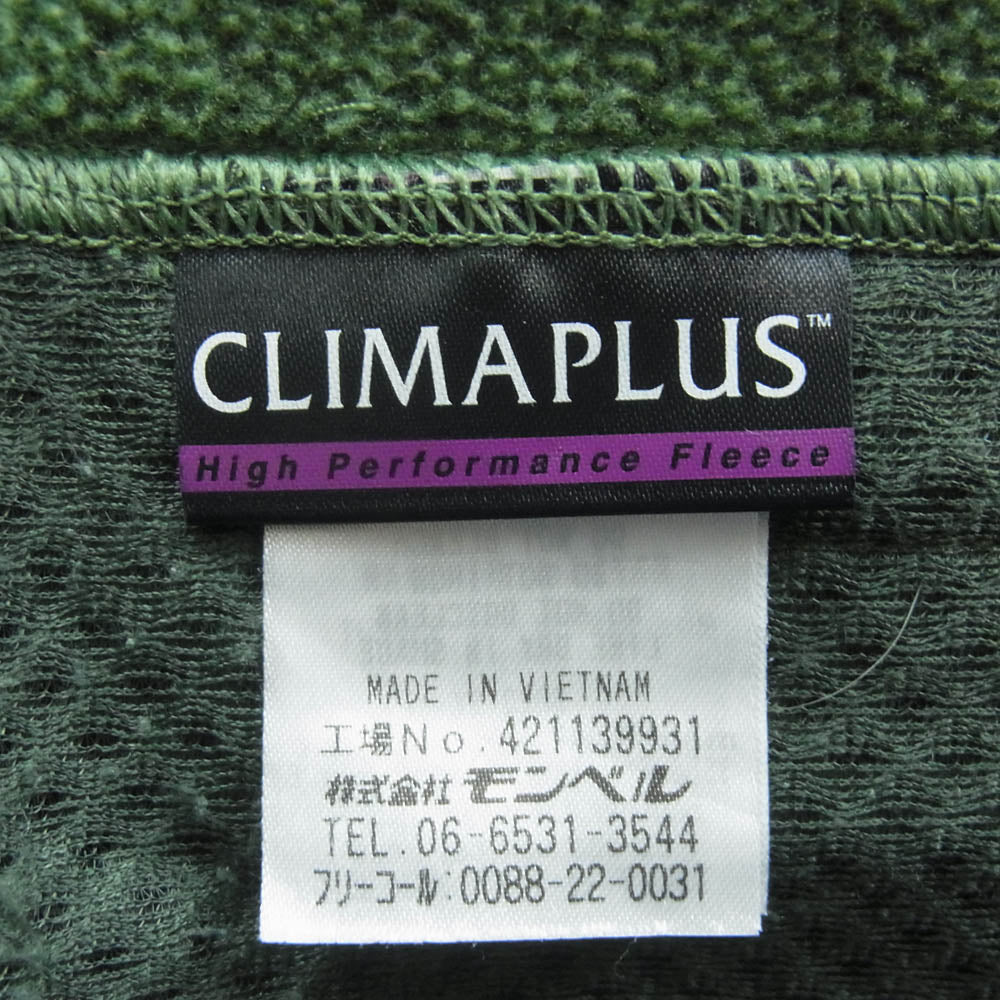 CLIMAPLUS™
High Performance Fleece
MADE IN VIETNAM
工場No.421139931
株式会社モンベル
TEL.06-6531-3544
フリーコール:0088-22-0031